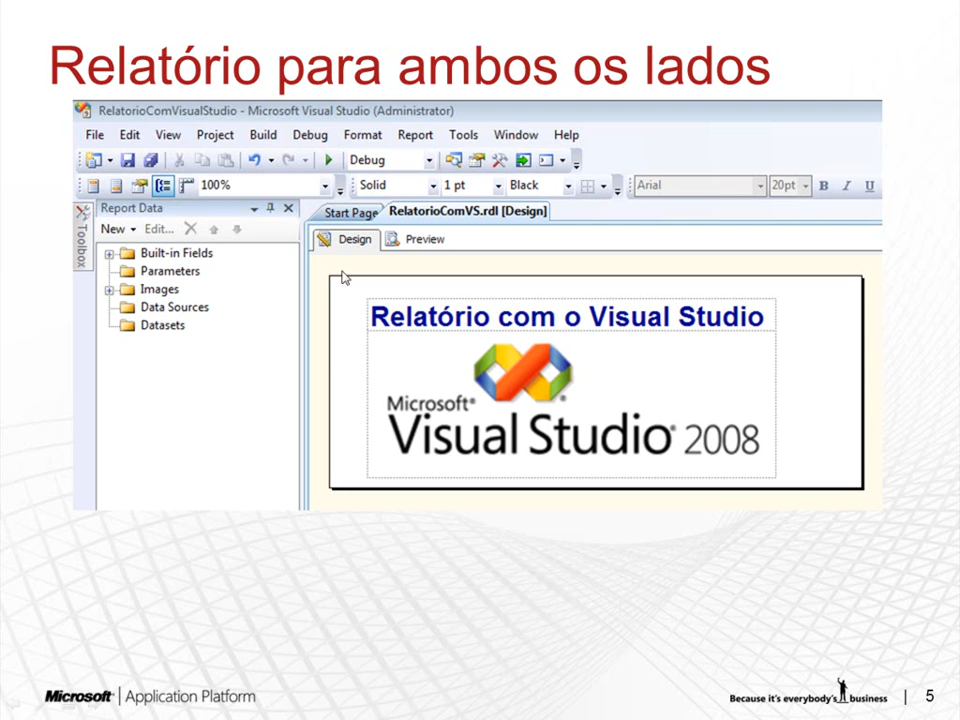 Relatório para ambos os lados
RelatorioComVisualStudio - Microsoft Visual Studio (Administrator)
File Edit View Project Build Debug Format Report Tools Window Help
Debug
100% Solid 1 pt Black Arial 20pt B I U
Toolbox
Report Data
Start Page RelatorioComVS.rdl [Design]
New Edit...
Design Preview
Built-in Fields
Parameters
Images
Data Sources
Datasets
Relatório com o Visual Studio
Microsoft®
Visual Studio® 2008
Microsoft® | Application Platform
Because it's everybody's business | 5